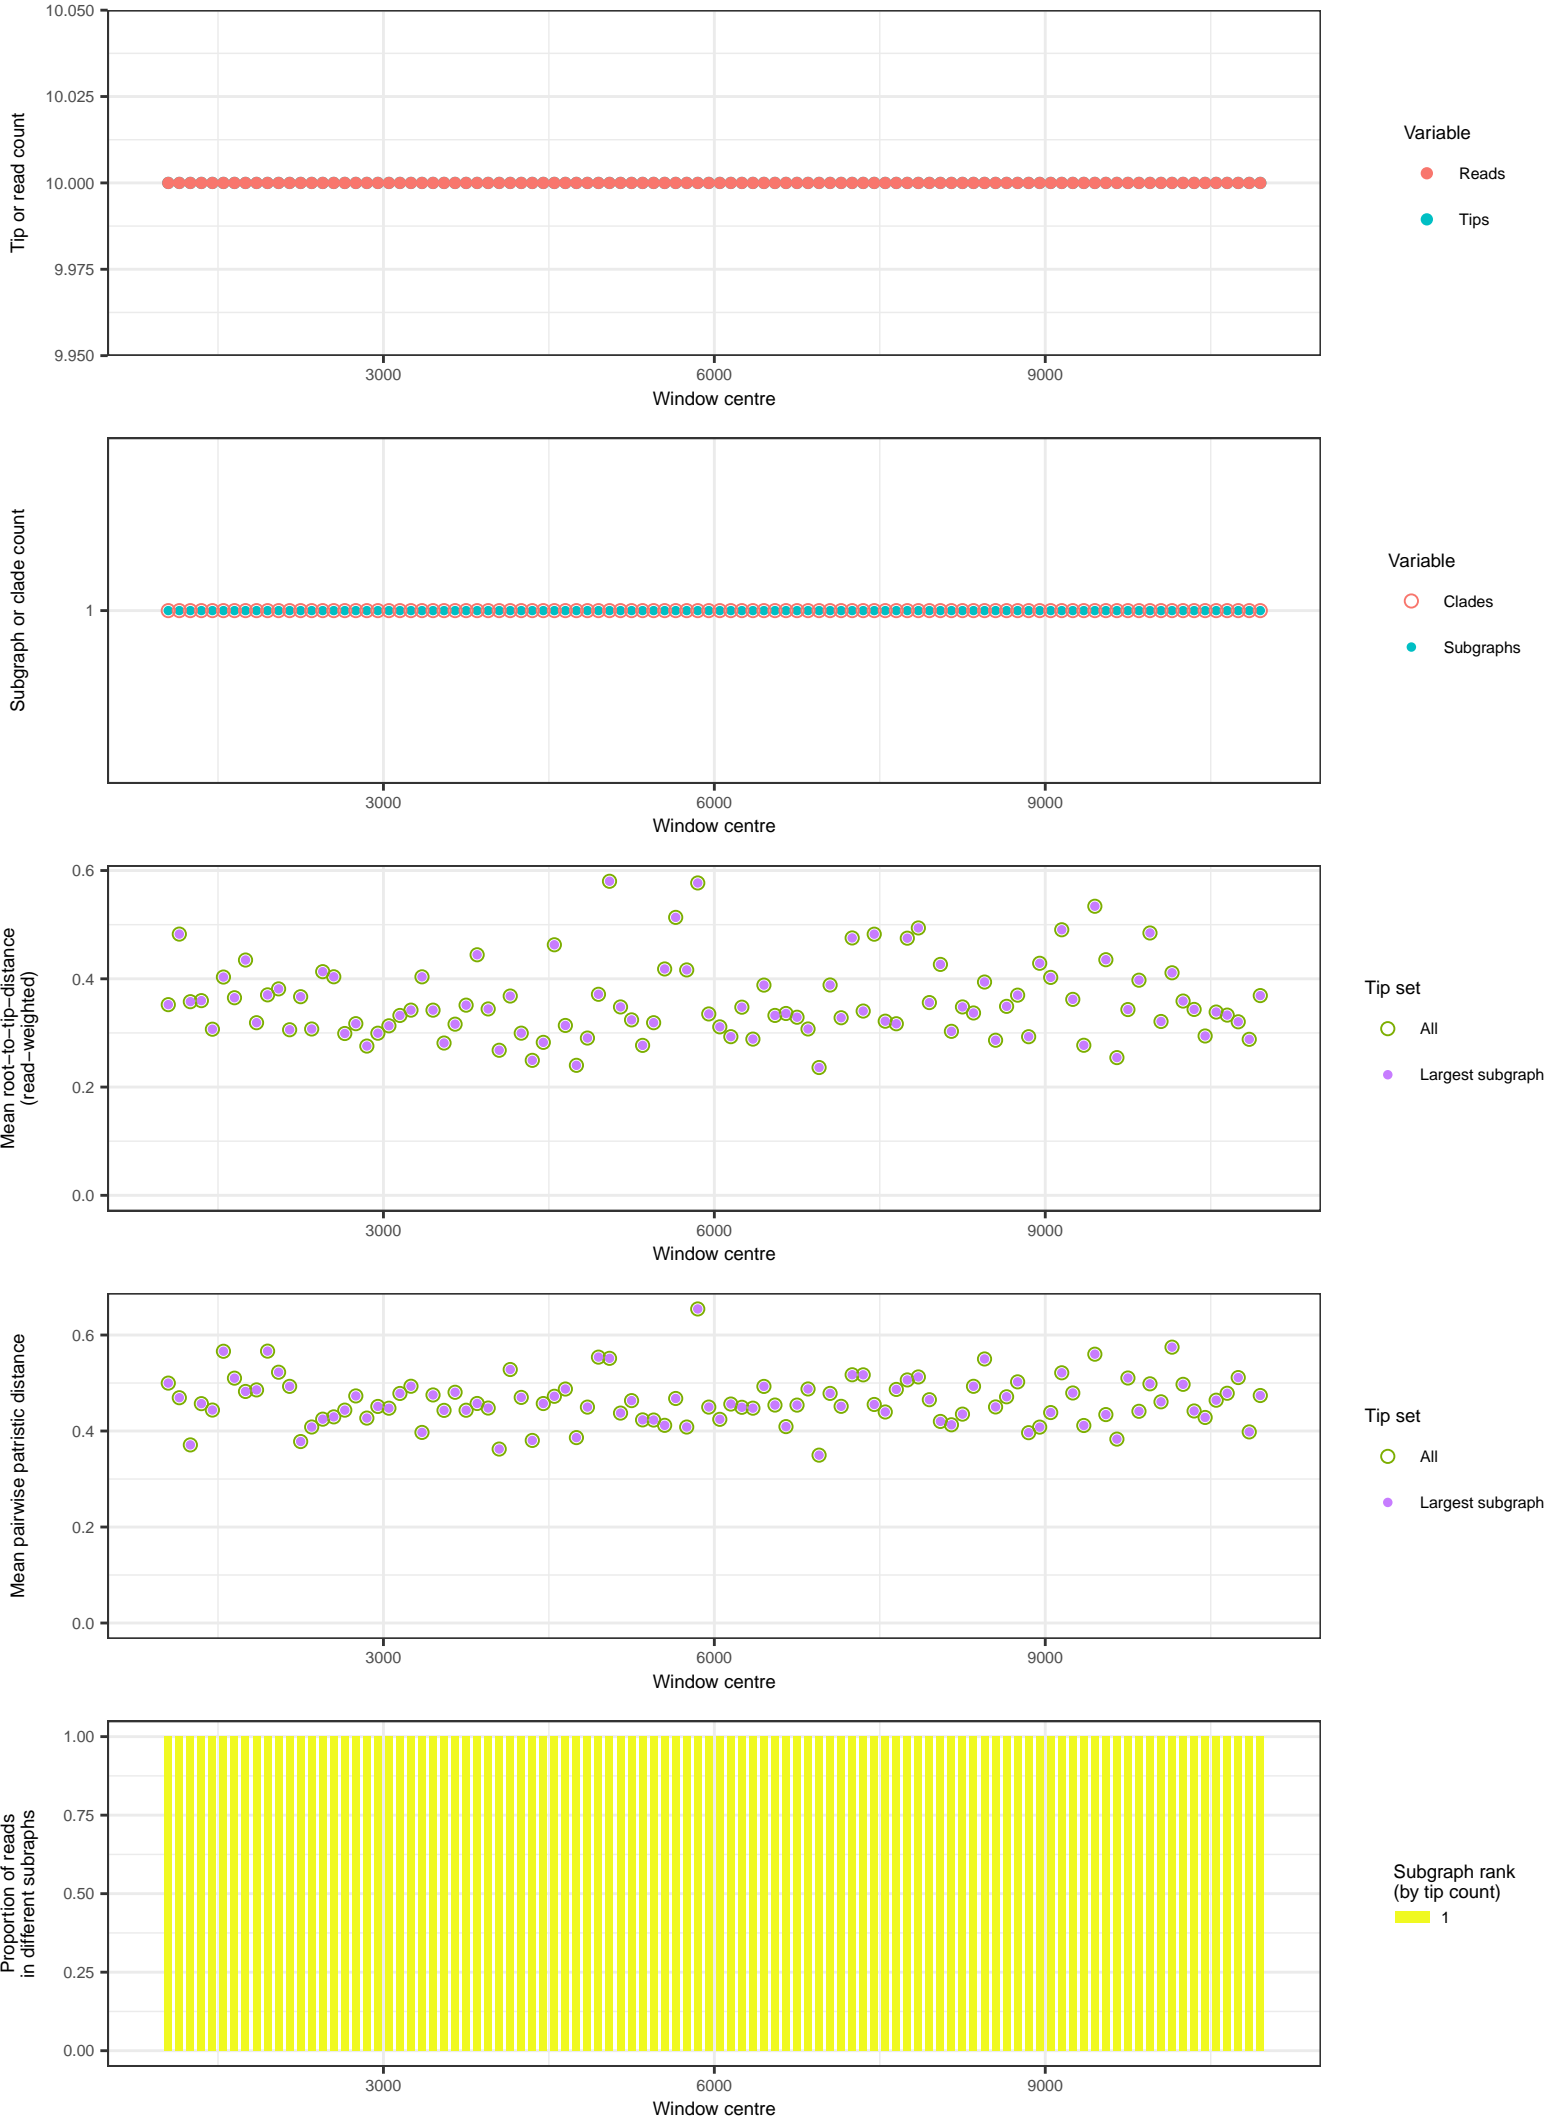 10.050
10.025
10.000
9.975
9.950
Tip or read count
3000 6000 9000
Window centre
Variable
Reads
Tips
1
Subgraph or clade count
3000 6000 9000
Window centre
Variable
Clades
Subgraphs
0.6
0.4
0.2
0.0
Mean root−to−tip−distance
(read−weighted)
3000 6000 9000
Window centre
Tip set
All
Largest subgraph
0.6
0.4
0.2
0.0
Mean pairwise patristic distance
3000 6000 9000
Window centre
Tip set
All
Largest subgraph
1.00
0.75
0.50
0.25
0.00
Proportion of reads
in different subraphs
3000 6000 9000
Window centre
Subgraph rank
(by tip count)
1